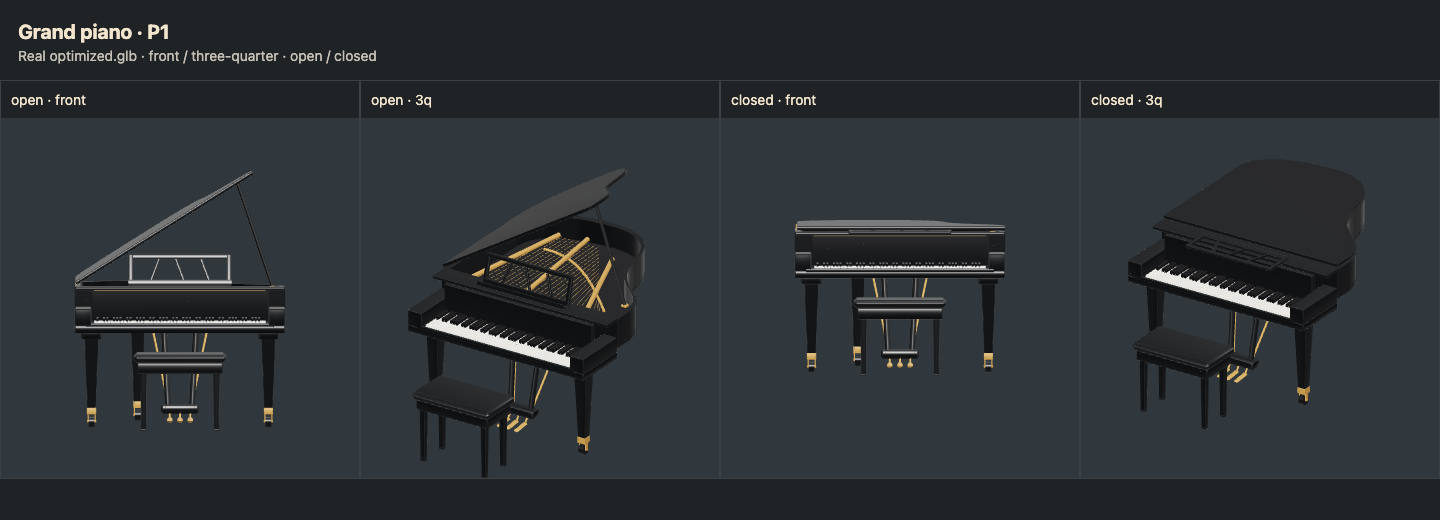 Grand piano · P1
Real optimized.glb · front / three-quarter · open / closed
open · front
open · 3q
closed · front
closed · 3q